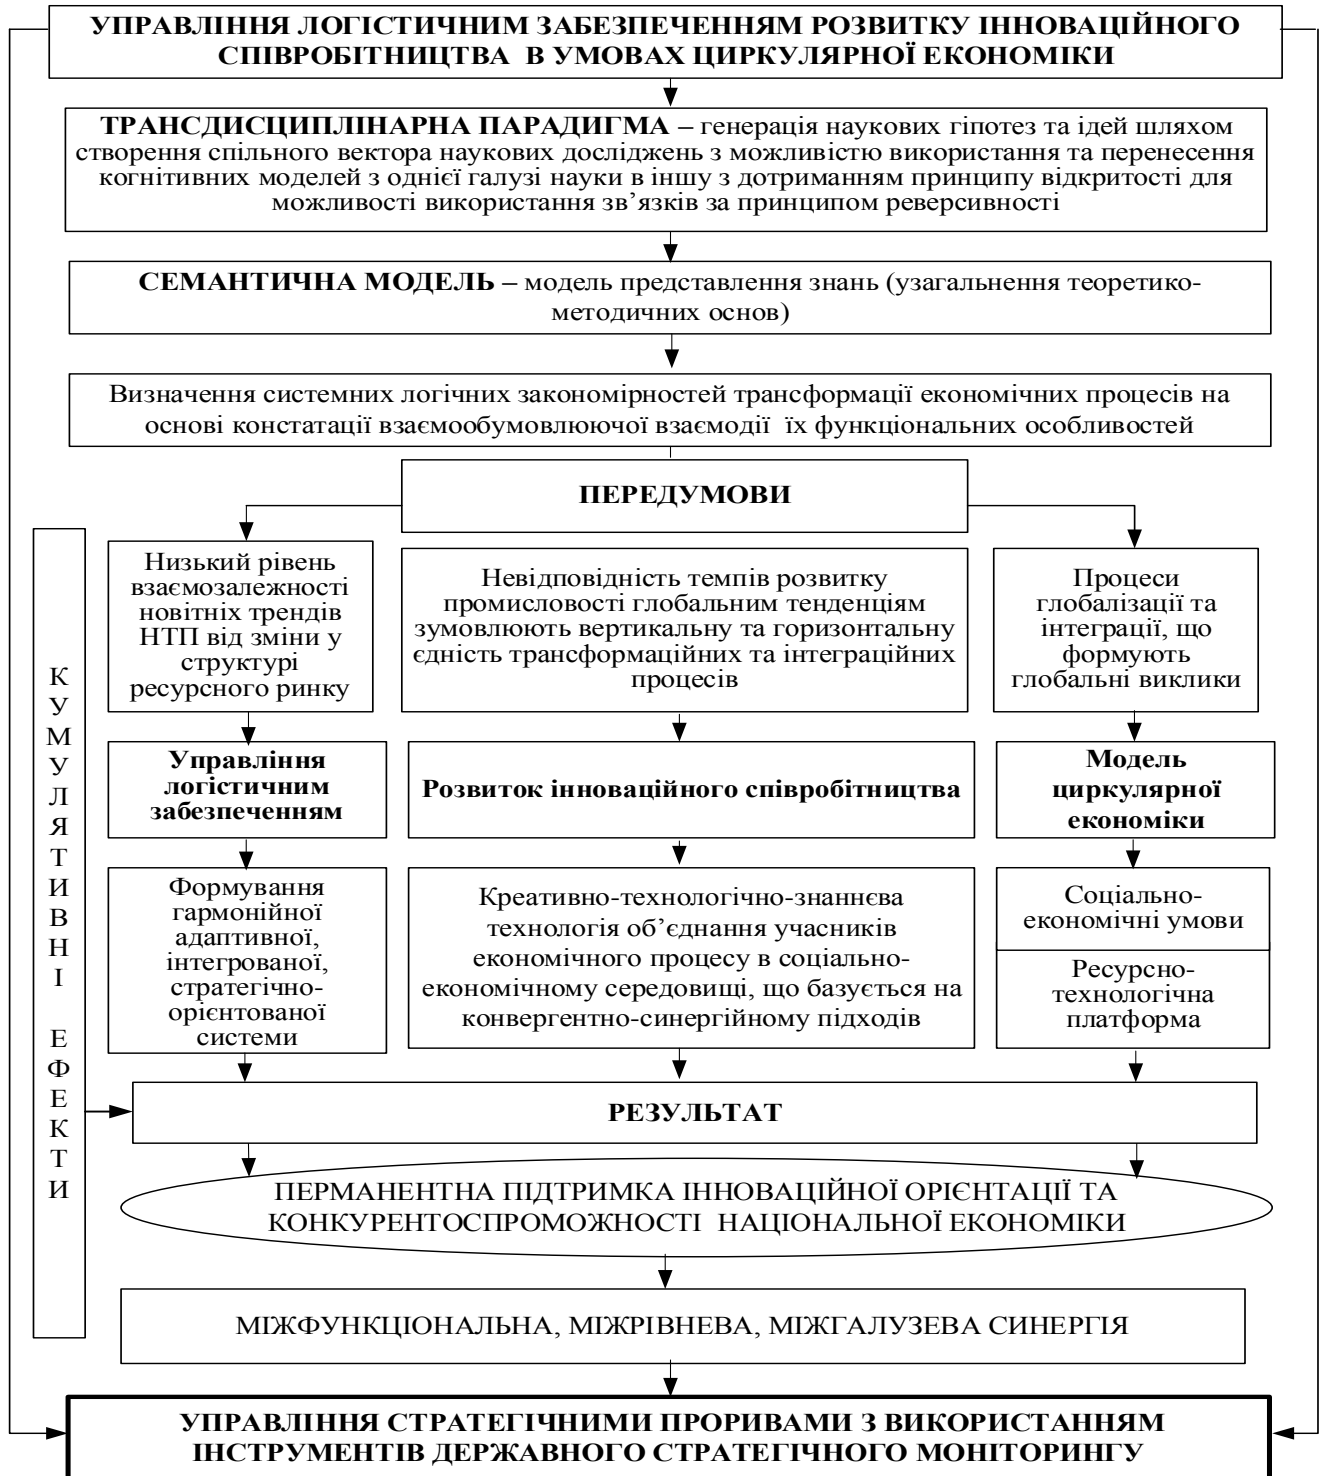 УПРАВЛІННЯ ЛОГІСТИЧНИМ ЗАБЕЗПЕЧЕННЯМ РОЗВИТКУ ІННОВАЦІЙНОГО
СПІВРОБІТНИЦТВА В УМОВАХ ЦИРКУЛЯРНОЇ ЕКОНОМІКИ
ТРАНСДИСЦИПЛІНАРНА ПАРАДИГМА – генерація наукових гіпотез та ідей шляхом
створення спільного вектора наукових досліджень з можливістю використання та перенесення
когнітивних моделей з однієї галузі науки в іншу з дотриманням принципу відкритості для
можливості використання зв’язків за принципом реверсивності
СЕМАНТИЧНА МОДЕЛЬ – модель представлення знань (узагальнення теоретико-
методичних основ)
Визначення системних логічних закономірностей трансформації економічних процесів на
основі констатації взаємообумовлюючої взаємодії їх функціональних особливостей
ПЕРЕДУМОВИ
КУМУЛЯТИВНІ ЕФЕКТИ
Низький рівень
взаємозалежності
новітніх трендів
НТП від зміни у
структурі
ресурсного ринку
Невідповідність темпів розвитку
промисловості глобальним тенденціям
зумовлюють вертикальну та горизонтальну
єдність трансформаційних та інтеграційних
процесів
Процеси
глобалізації та
інтеграції, що
формують
глобальні виклики
Управління
логістичним
забезпеченням
Розвиток інноваційного співробітництва
Модель
циркулярної
економіки
Формування
гармонійної
адаптивної,
інтегрованої,
стратегічно-
орієнтованої
системи
Креативно-технологічно-знаннєва
технологія об’єднання учасників
економічного процесу в соціально-
економічному середовищі, що базується на
конвергентно-синергійному підходів
Соціально-
економічні умови
Ресурсно-
технологічна
платформа
РЕЗУЛЬТАТ
ПЕРМАНЕНТНА ПІДТРИМКА ІННОВАЦІЙНОЇ ОРІЄНТАЦІЇ ТА
КОНКУРЕНТОСПРОМОЖНОСТІ НАЦІОНАЛЬНОЇ ЕКОНОМІКИ
МІЖФУНКЦІОНАЛЬНА, МІЖРІВНЕВА, МІЖГАЛУЗЕВА СИНЕРГІЯ
УПРАВЛІННЯ СТРАТЕГІЧНИМИ ПРОРИВАМИ З ВИКОРИСТАННЯМ
ІНСТРУМЕНТІВ ДЕРЖАВНОГО СТРАТЕГІЧНОГО МОНІТОРИНГУ